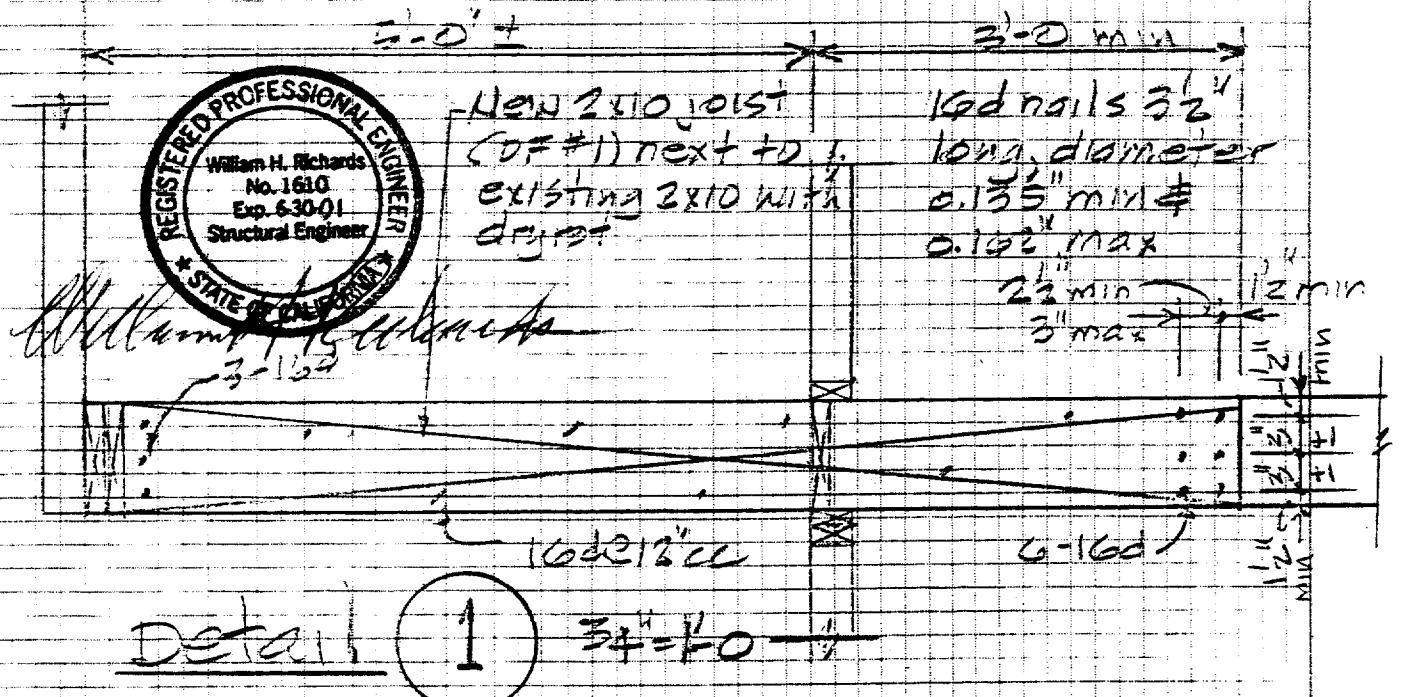 5'-0" ±
3'-0 min
REGISTERED PROFESSIONAL ENGINEER
William H. Richards
No. 1610
Exp. 6-30-01
Structural Engineer
STATE OF CALIFORNIA
New 2x10 joist
(DF #1) next to
existing 2x10 with
16d nails 3½"
long, diameter
0.135" min &
0.162" max
2½" min
3" max
1½" min
3-16d
1½" min
3" ±
3" ±
1½" min
16d@12"cc
6-16d
Detail 1 ¾"=1'-0